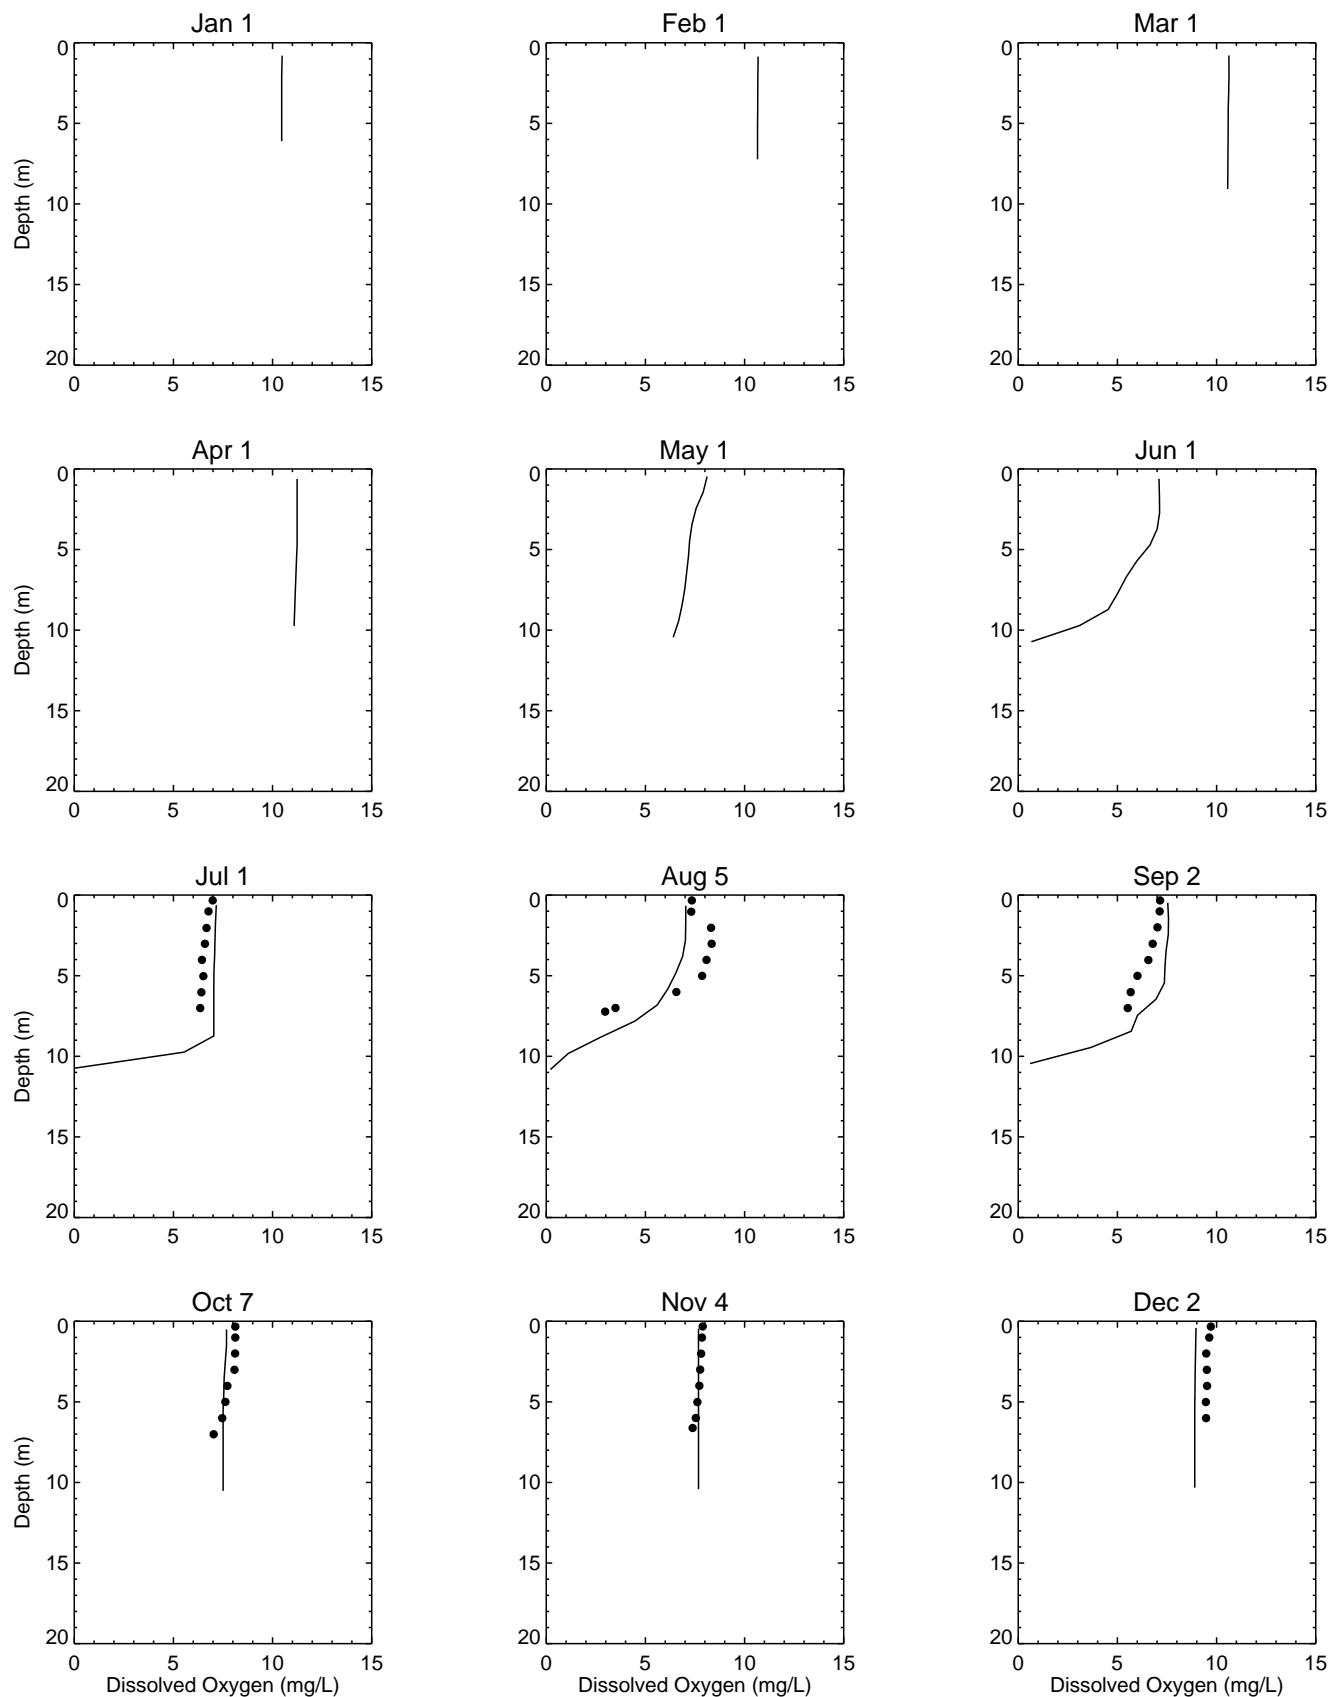 Jan 1 Feb 1 Mar 1
0 0 0
5 5 5
10 10 10
15 15 15
20 20 20
Depth (m)
0 5 10 15 0 5 10 15 0 5 10 15
Apr 1 May 1 Jun 1
0 0 0
5 5 5
10 10 10
15 15 15
20 20 20
Depth (m)
0 5 10 15 0 5 10 15 0 5 10 15
Jul 1 Aug 5 Sep 2
0 0 0
5 5 5
10 10 10
15 15 15
20 20 20
Depth (m)
0 5 10 15 0 5 10 15 0 5 10 15
Oct 7 Nov 4 Dec 2
0 0 0
5 5 5
10 10 10
15 15 15
20 20 20
Depth (m)
0 5 10 15 0 5 10 15 0 5 10 15
Dissolved Oxygen (mg/L) Dissolved Oxygen (mg/L) Dissolved Oxygen (mg/L)